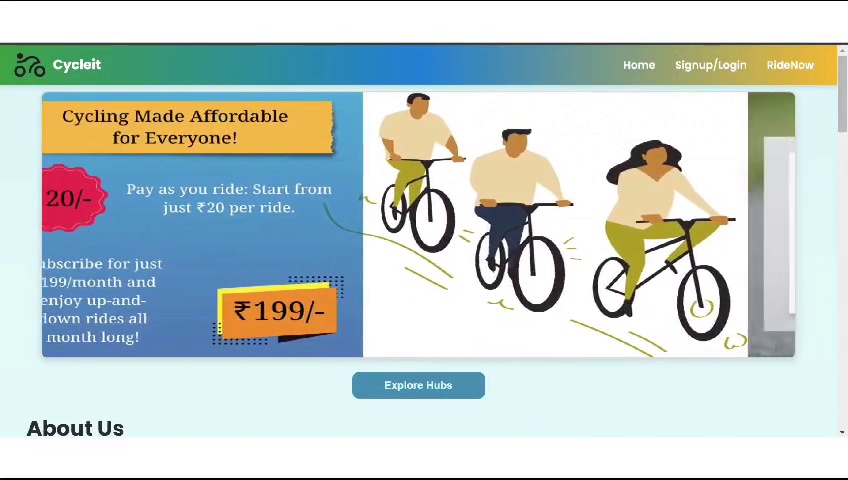 Cycleit
Home Signup/Login RideNow
Cycling Made Affordable
for Everyone!
20/-
Pay as you ride: Start from
just ₹20 per ride.
ubscribe for just
199/month and
enjoy up-and-
down rides all
month long!
₹199/-
Explore Hubs
About Us